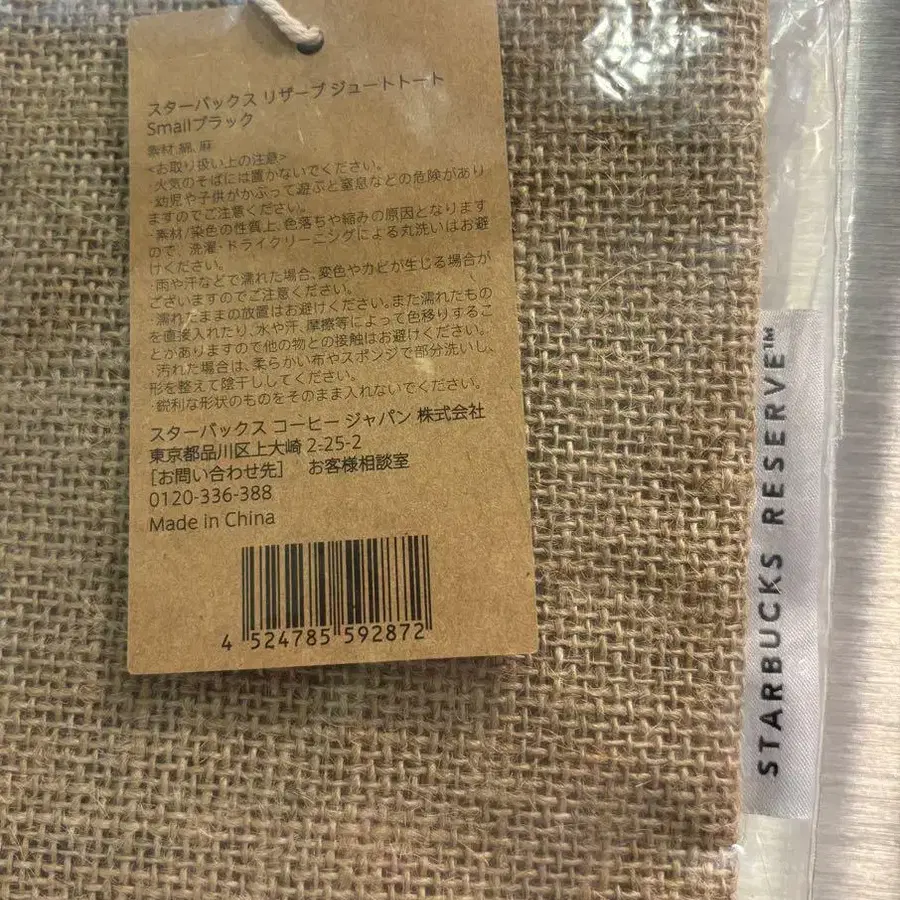 スターバックス リザーブ ジュートトート
Smallブラック
素材:綿、麻
<お取り扱い上の注意>
・火気のそばには置かないでください。
・幼児や子供がかぶって遊ぶと窒息などの危険があり
ますのでご注意ください。
・素材/染色の性質上、色落ちや縮みの原因となります
ので、洗濯・ドライクリーニングによる丸洗いはお避
けください。
・雨や汗などで濡れた場合、変色やカビが生じる場合が
ございますのでご注意ください。
・濡れたままの放置はお避けください。また濡れたもの
を直接入れたり、水や汗、摩擦等によって色移りするこ
とがありますので他の物との接触はお避けください。
・汚れた場合は、柔らかい布やスポンジで部分洗いし、
形を整えて陰干ししてください。
・鋭利な形状のものをそのまま入れないでください。
スターバックス コーヒー ジャパン 株式会社
東京都品川区上大崎 2-25-2
[お問い合わせ先] お客様相談室
0120-336-388
Made in China
4 524785 592872
STARBUCKS RESERVE™